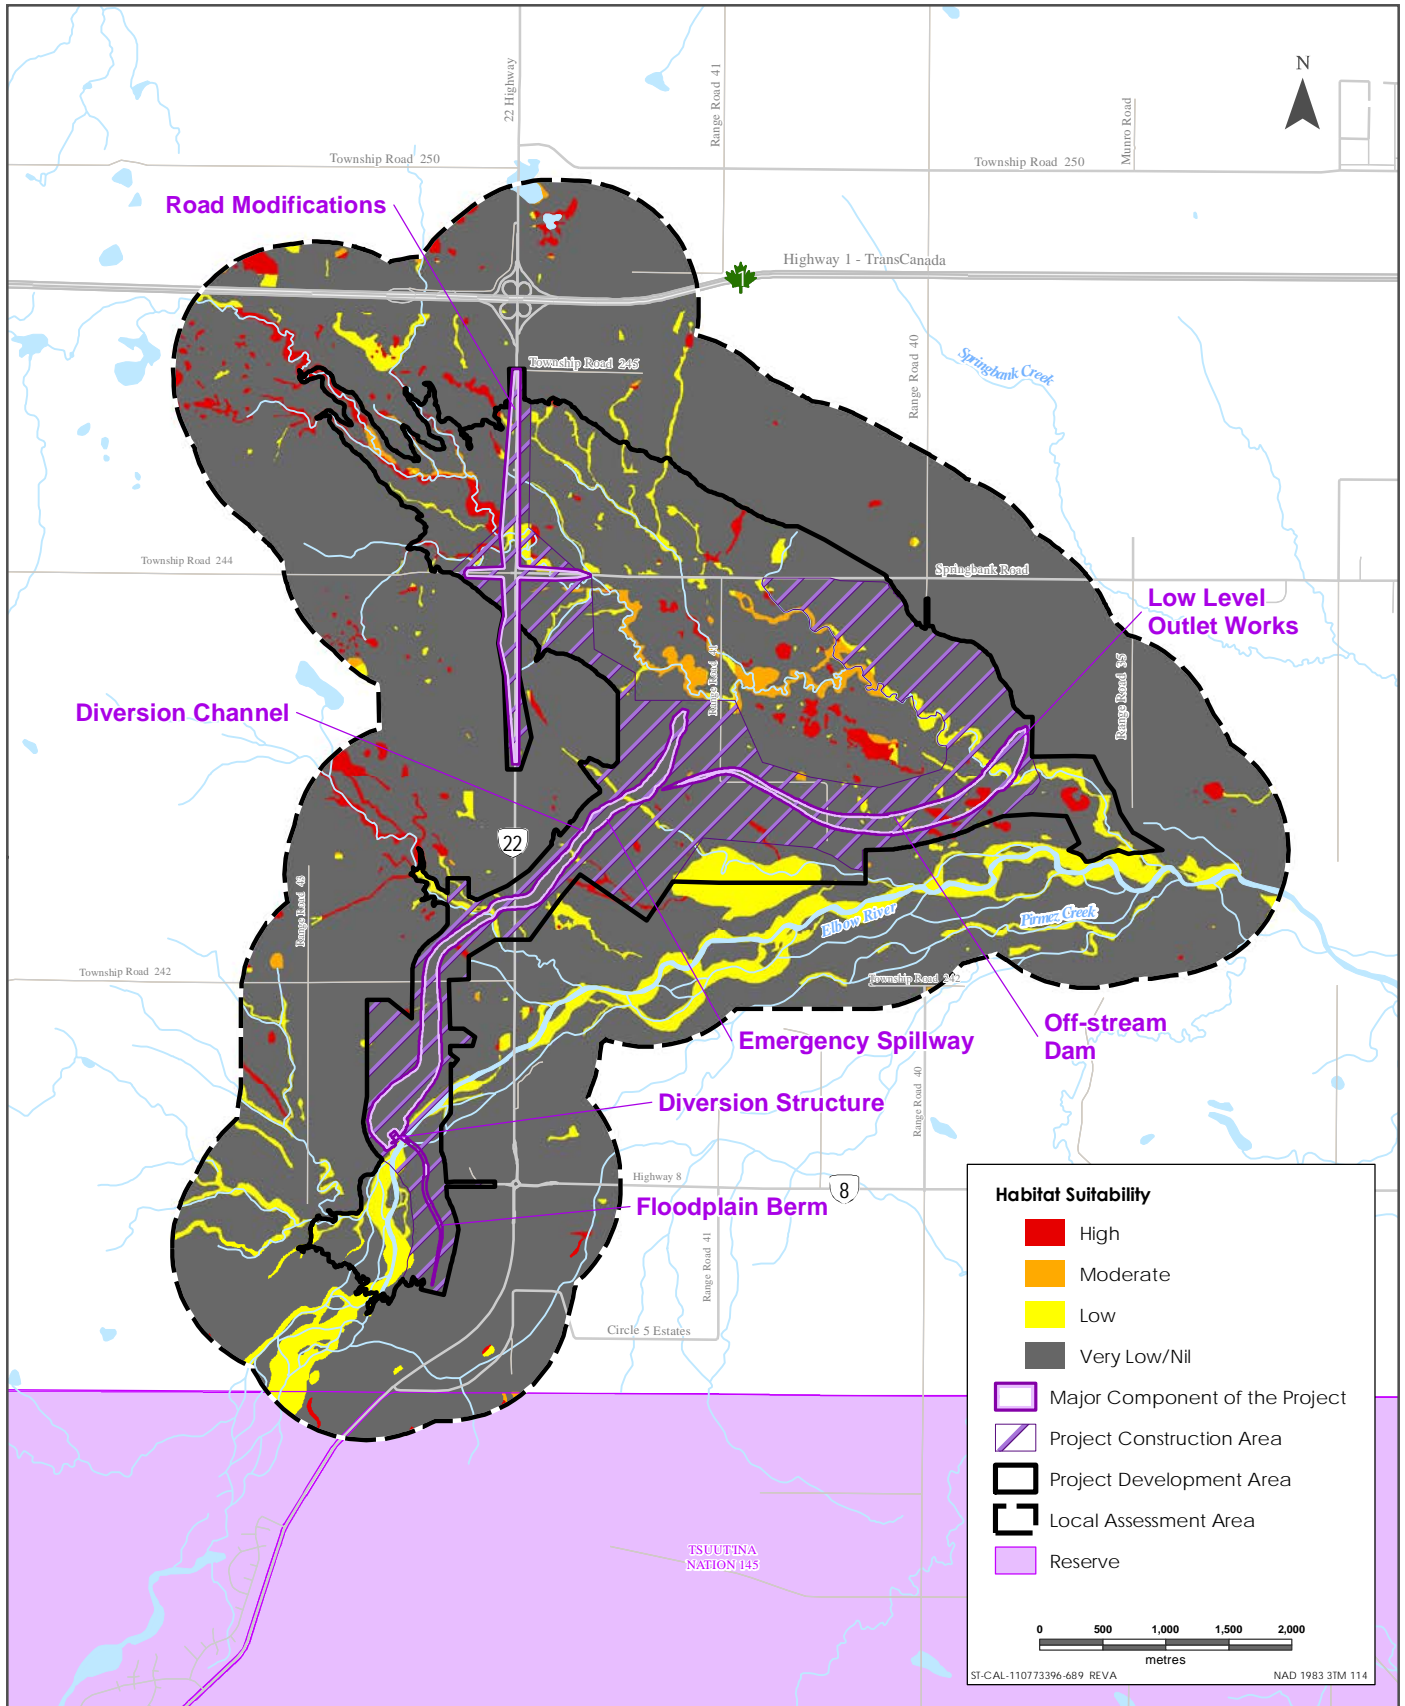 N
22 Highway
Range Road 41
Munro Road
Township Road 250
Township Road 250
Road Modifications
Highway 1 - TransCanada
1
Township Road 245
Range Road 40
Springbank Creek
Township Road 244
Springbank Road
Low Level
Outlet Works
Range Road 41
Range Road 35
Diversion Channel
22
Range Road 43
Elbow River
Pirmez Creek
Township Road 242
Township Road 242
Off-stream
Dam
Emergency Spillway
Range Road 40
Diversion Structure
Highway 8
8
Floodplain Berm
Range Road 41
Circle 5 Estates
TSUUT'INA
NATION 145
Habitat Suitability
High
Moderate
Low
Very Low/Nil
Major Component of the Project
Project Construction Area
Project Development Area
Local Assessment Area
Reserve
0 500 1,000 1,500 2,000
metres
ST-CAL-110773396-689 REVA
NAD 1983 3TM 114